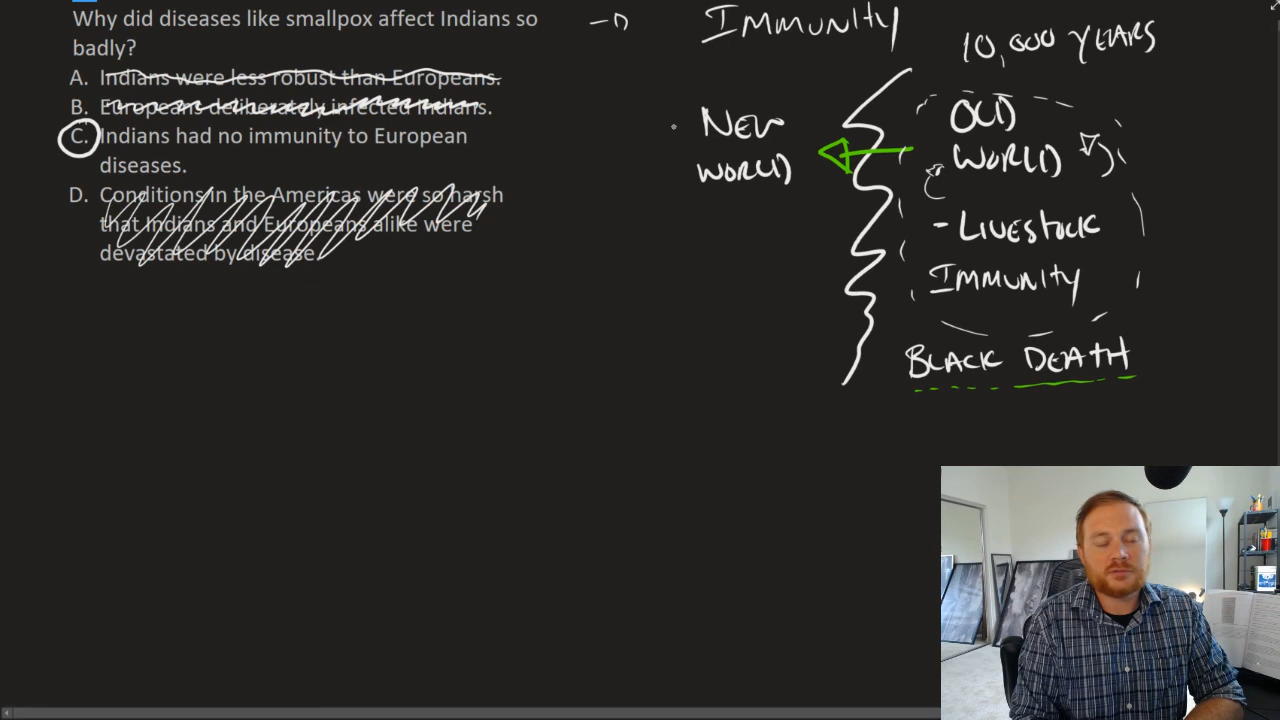 Why did diseases like smallpox affect Indians so
badly?
A. Indians were less robust than Europeans.
B. Europeans deliberately infected Indians.
C. Indians had no immunity to European
diseases.
D. Conditions in the Americas were so harsh
that Indians and Europeans alike were
devastated by disease.
IMMUNITY
10,000 YEARS
NEW
WORLD
OLD
WORLD
- LIVESTOCK
IMMUNITY
BLACK DEATH